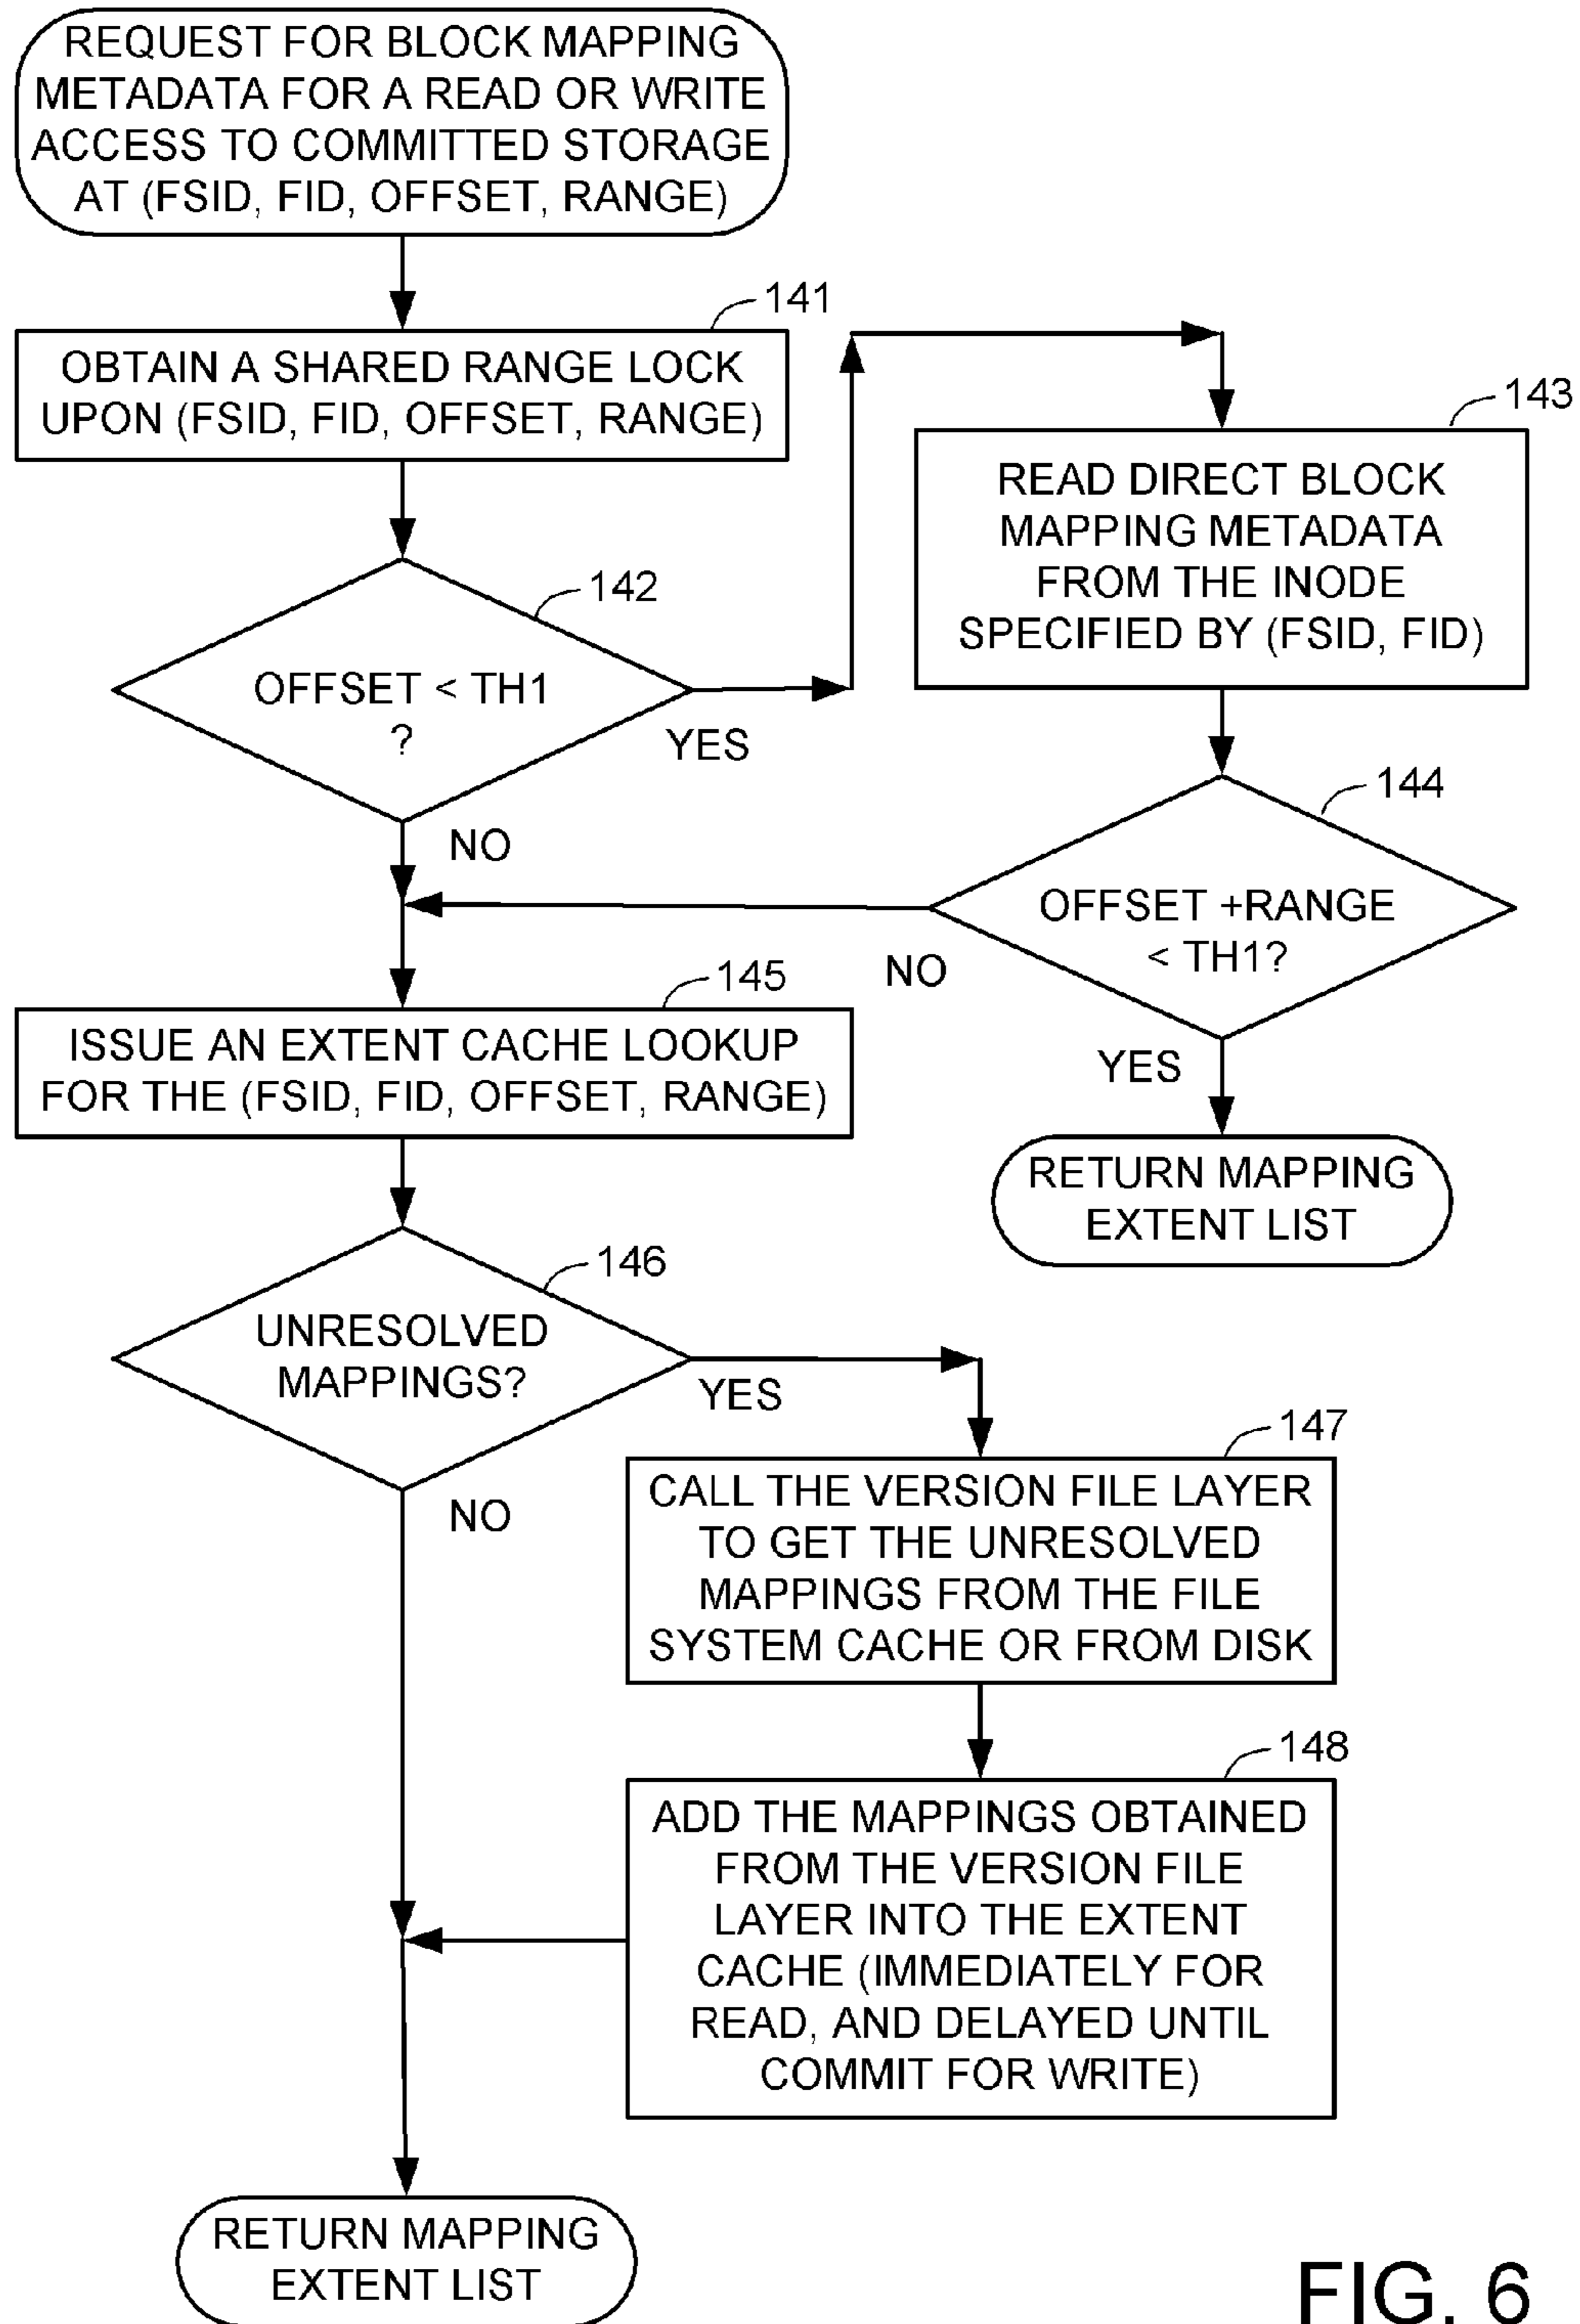 REQUEST FOR BLOCK MAPPING
METADATA FOR A READ OR WRITE
ACCESS TO COMMITTED STORAGE
AT (FSID, FID, OFFSET, RANGE)
141
OBTAIN A SHARED RANGE LOCK
UPON (FSID, FID, OFFSET, RANGE)
142
OFFSET < TH1
?
YES
NO
143
READ DIRECT BLOCK
MAPPING METADATA
FROM THE INODE
SPECIFIED BY (FSID, FID)
144
OFFSET +RANGE
< TH1?
NO
YES
RETURN MAPPING
EXTENT LIST
145
ISSUE AN EXTENT CACHE LOOKUP
FOR THE (FSID, FID, OFFSET, RANGE)
146
UNRESOLVED
MAPPINGS?
YES
NO
147
CALL THE VERSION FILE LAYER
TO GET THE UNRESOLVED
MAPPINGS FROM THE FILE
SYSTEM CACHE OR FROM DISK
148
ADD THE MAPPINGS OBTAINED
FROM THE VERSION FILE
LAYER INTO THE EXTENT
CACHE (IMMEDIATELY FOR
READ, AND DELAYED UNTIL
COMMIT FOR WRITE)
RETURN MAPPING
EXTENT LIST
FIG. 6